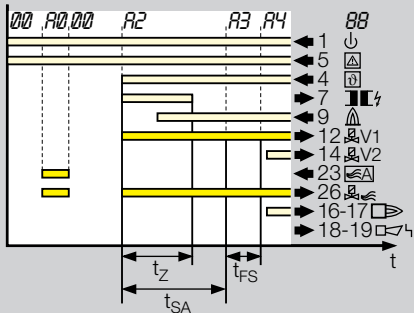 00 A0 00 A2 A3 A4 88
1
5
4 ϑ
7
9
12 V1
14 V2
23 A
26
16-17
18-19
t
tZ tFS
tSA